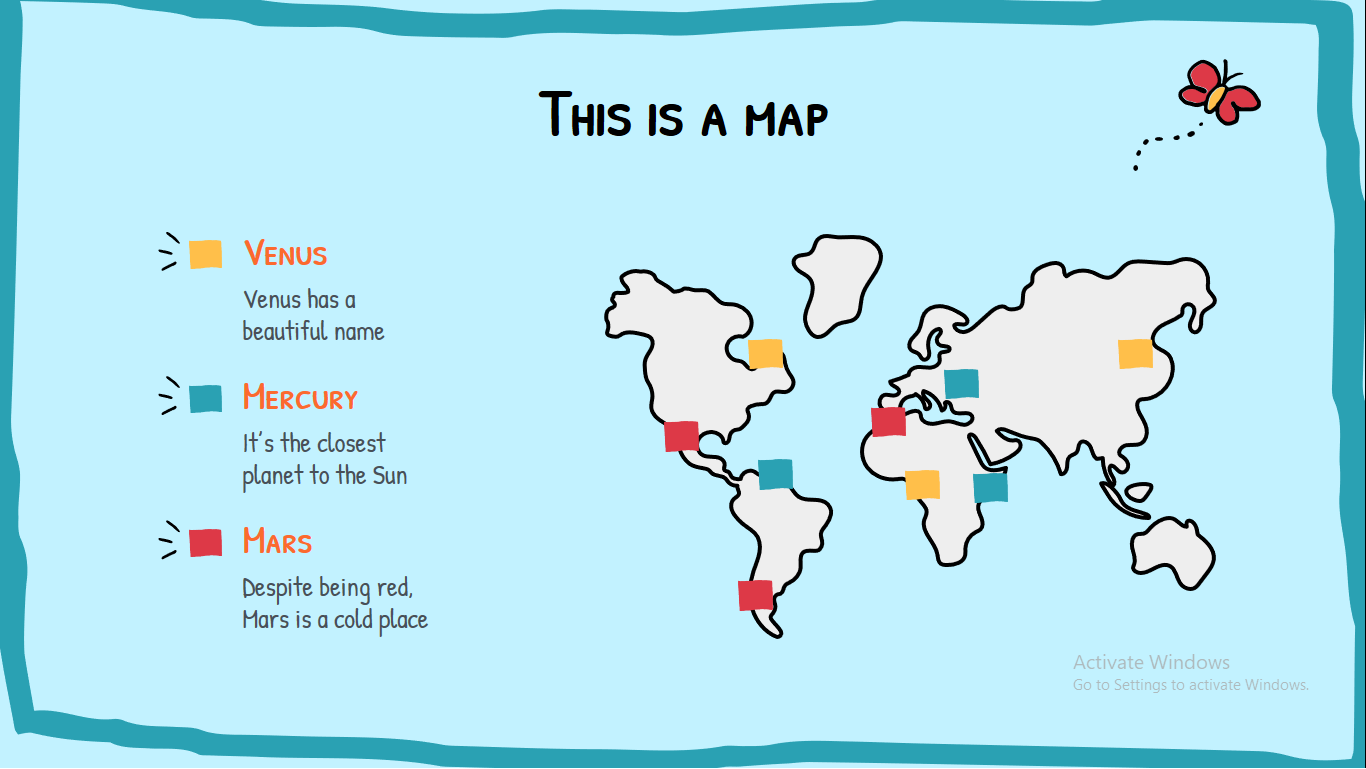 This is a map
Venus
Venus has a
beautiful name
Mercury
It's the closest
planet to the Sun
Mars
Despite being red,
Mars is a cold place
Activate Windows
Go to Settings to activate Windows.